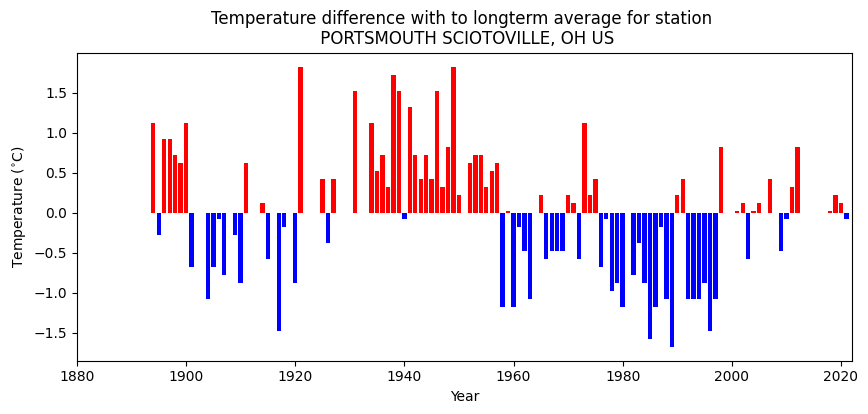 Temperature difference with to longterm average for station
PORTSMOUTH SCIOTOVILLE, OH US
Temperature (°C)
1.5
1.0
0.5
0.0
−0.5
−1.0
−1.5
1880 1900 1920 1940 1960 1980 2000 2020
Year